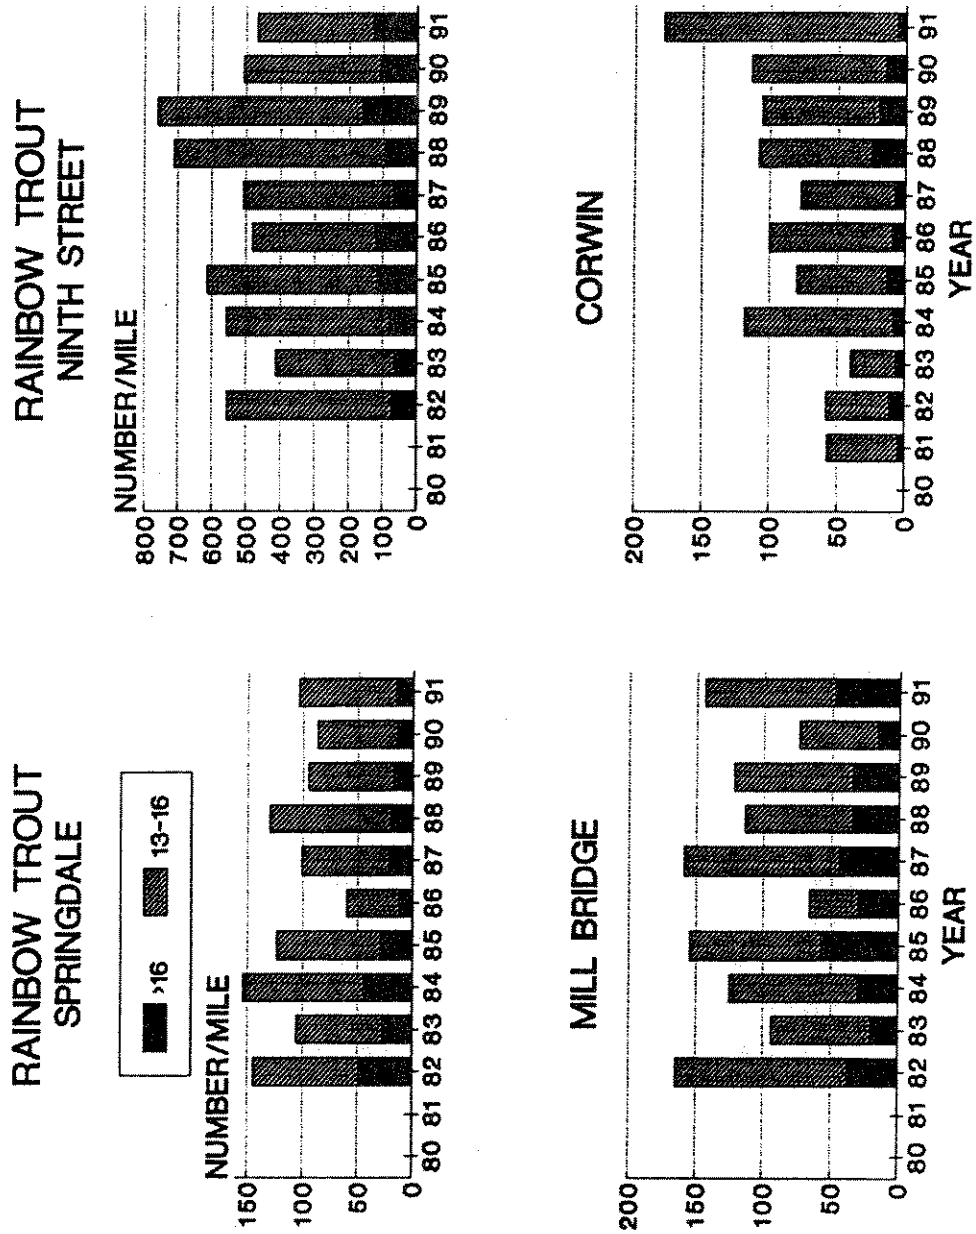 RAINBOW TROUT
SPRINGDALE
>16 13-16
NUMBER/MILE
150
100
50
0
80 81 82 83 84 85 86 87 88 89 90 91
RAINBOW TROUT
NINTH STREET
NUMBER/MILE
800
700
600
500
400
300
200
100
0
80 81 82 83 84 85 86 87 88 89 90 91
MILL BRIDGE
200
150
100
50
0
80 81 82 83 84 85 86 87 88 89 90 91
YEAR
CORWIN
200
150
100
50
0
80 81 82 83 84 85 86 87 88 89 90 91
YEAR